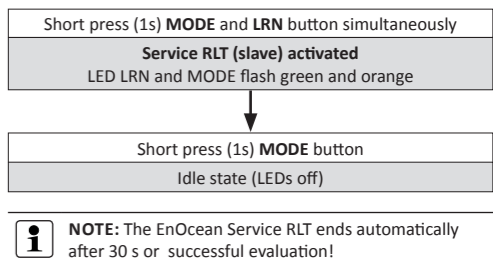 Short press (1s) MODE and LRN button simultaneously
Service RLT (slave) activated
LED LRN and MODE flash green and orange
Short press (1s) MODE button
Idle state (LEDs off)
NOTE: The EnOcean Service RLT ends automatically
after 30 s or successful evaluation!